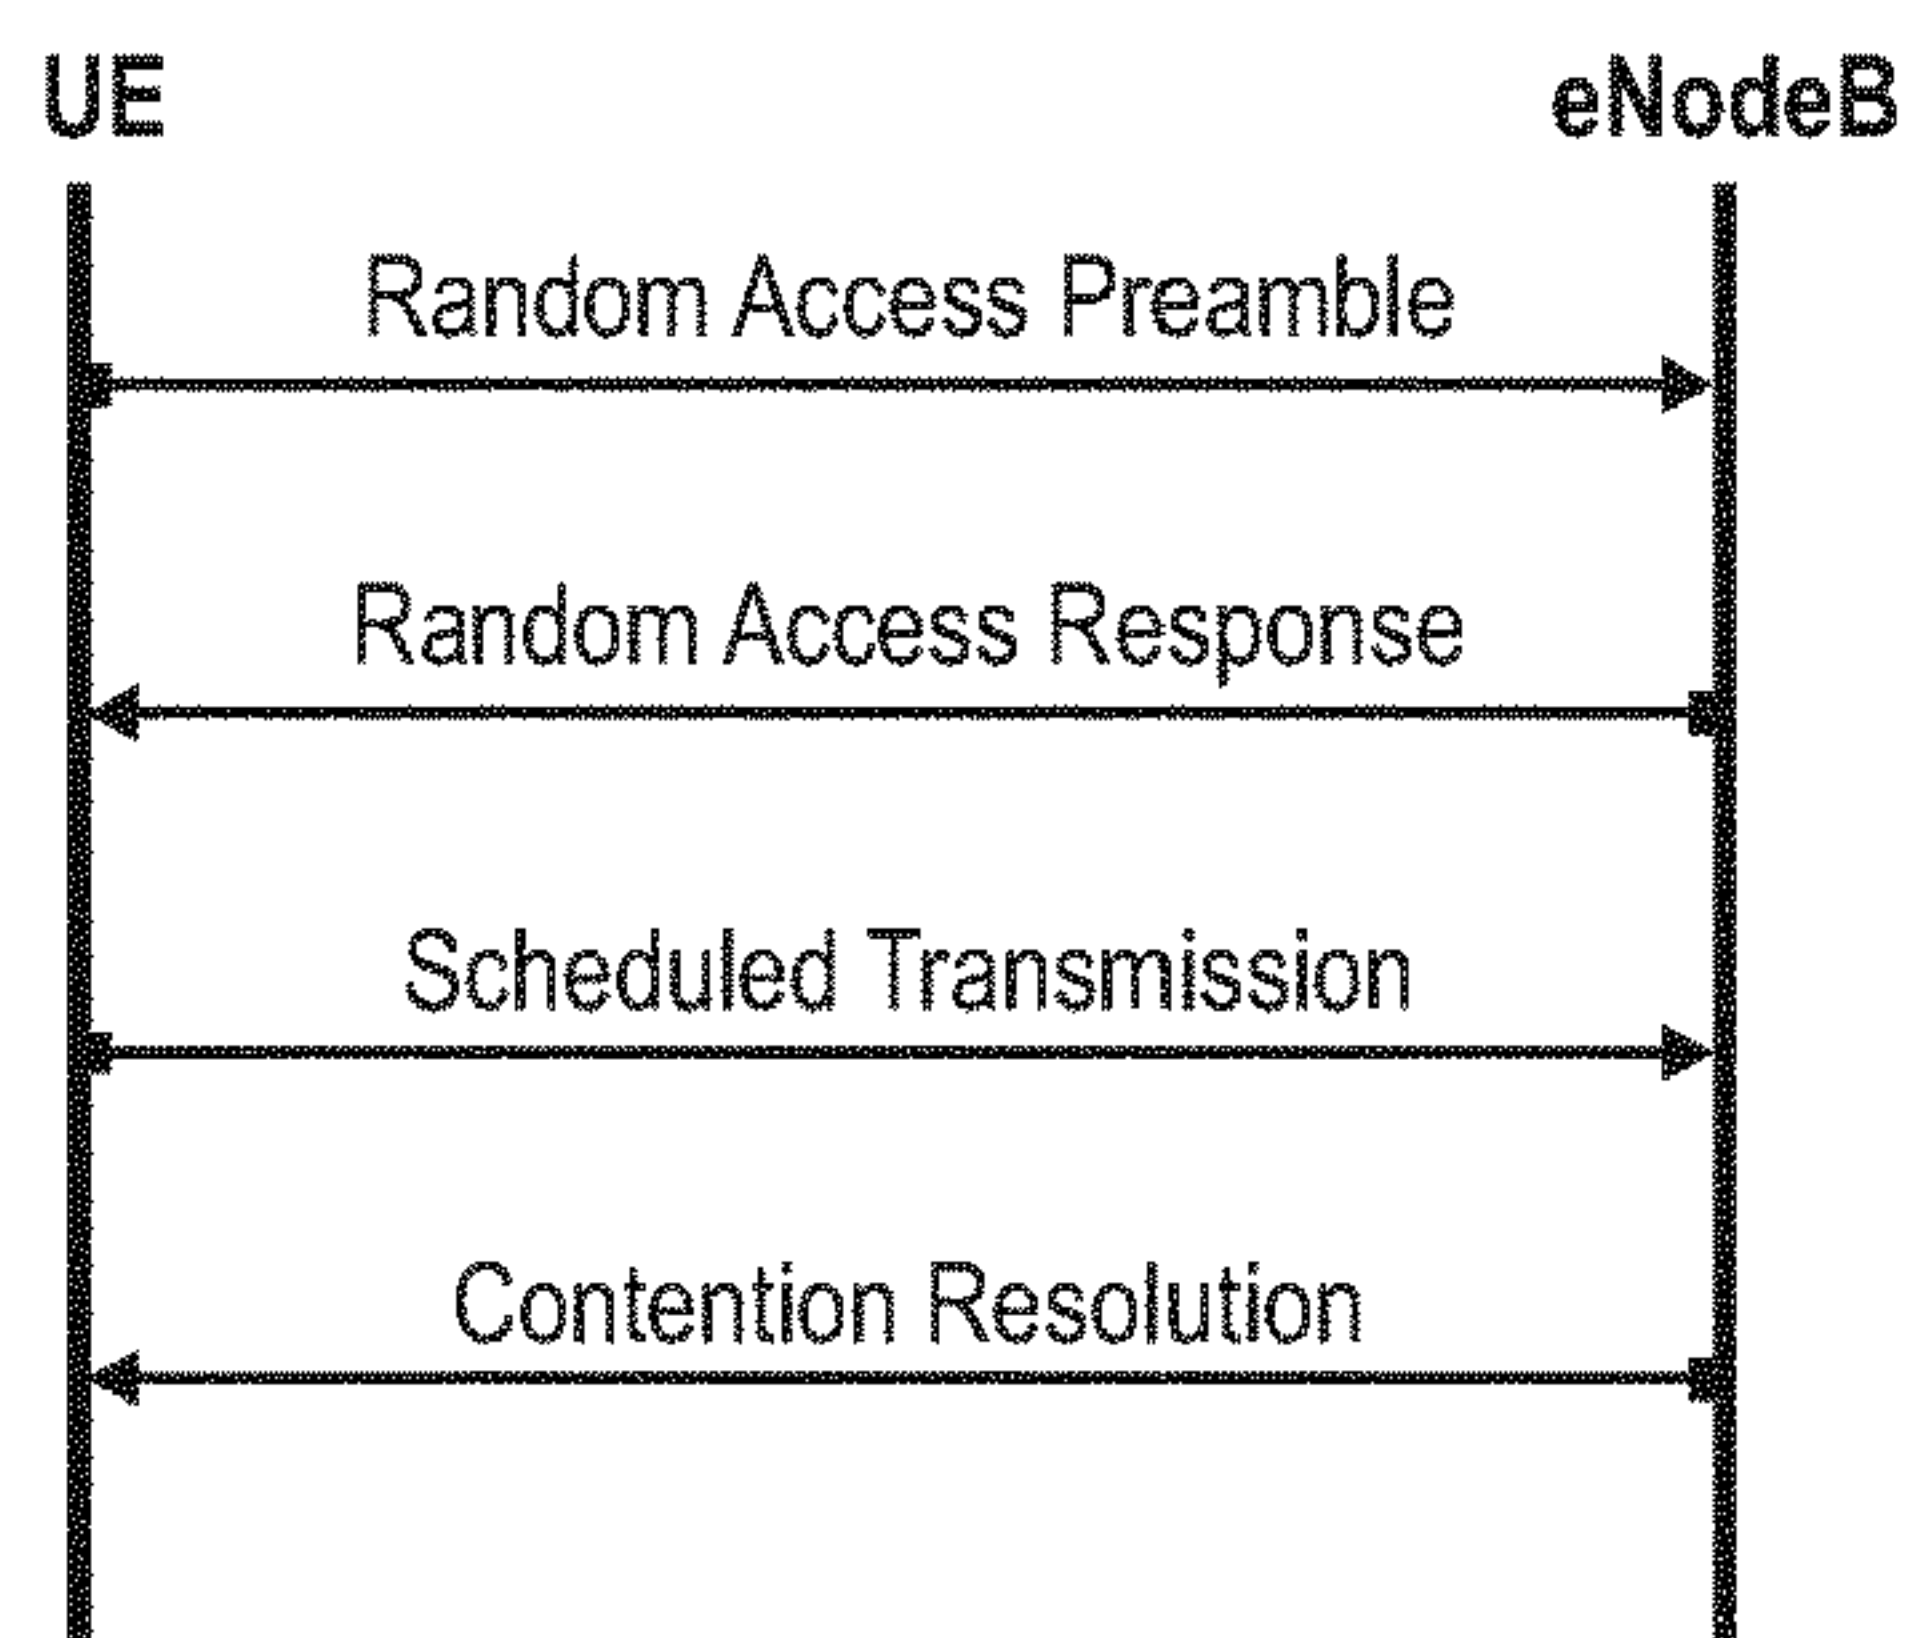 UE eNodeB
Random Access Preamble
Random Access Response
Scheduled Transmission
Contention Resolution